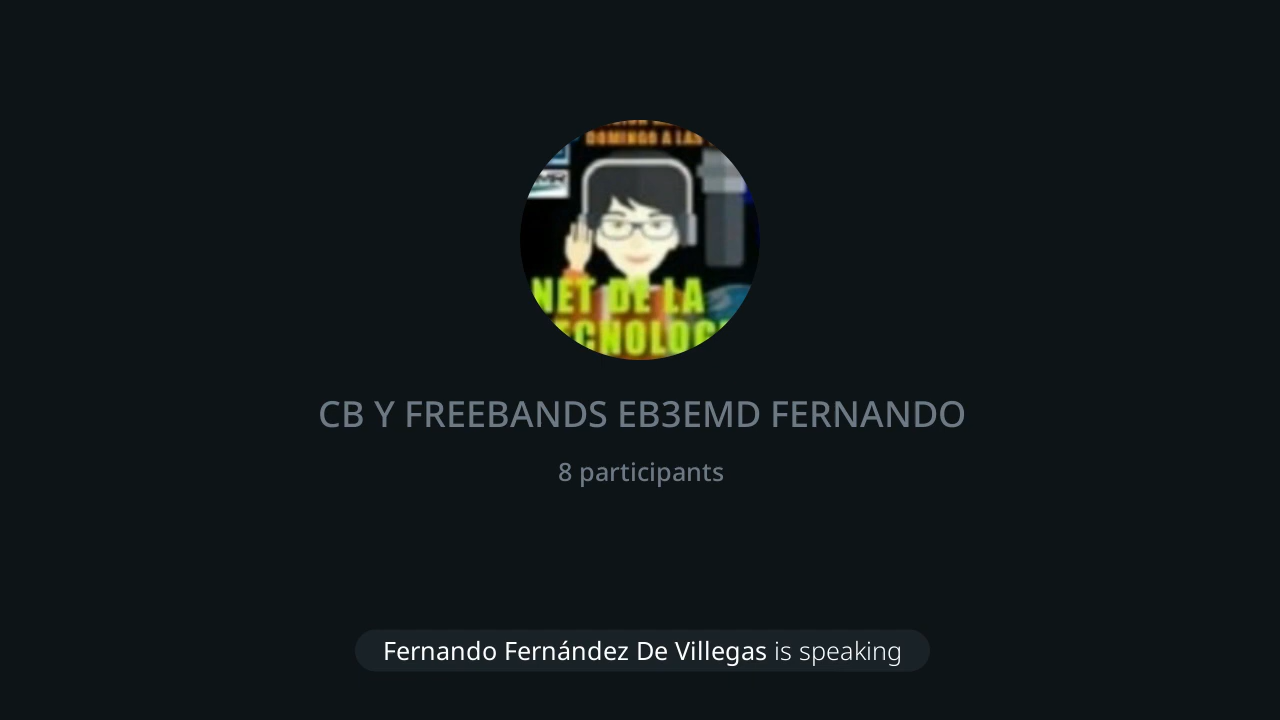 DOMINGO A LAS
NET DE LA
CB Y FREEBANDS EB3EMD FERNANDO
8 participants
Fernando Fernández De Villegas is speaking